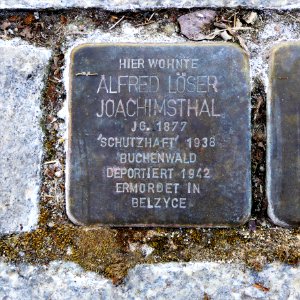 HIER WOHNTE
ALFRED LÖSER
JOACHIMSTHAL
JG. 1877
'SCHUTZHAFT' 1938
BUCHENWALD
DEPORTIERT 1942
ERMORDET IN
BELZYCE